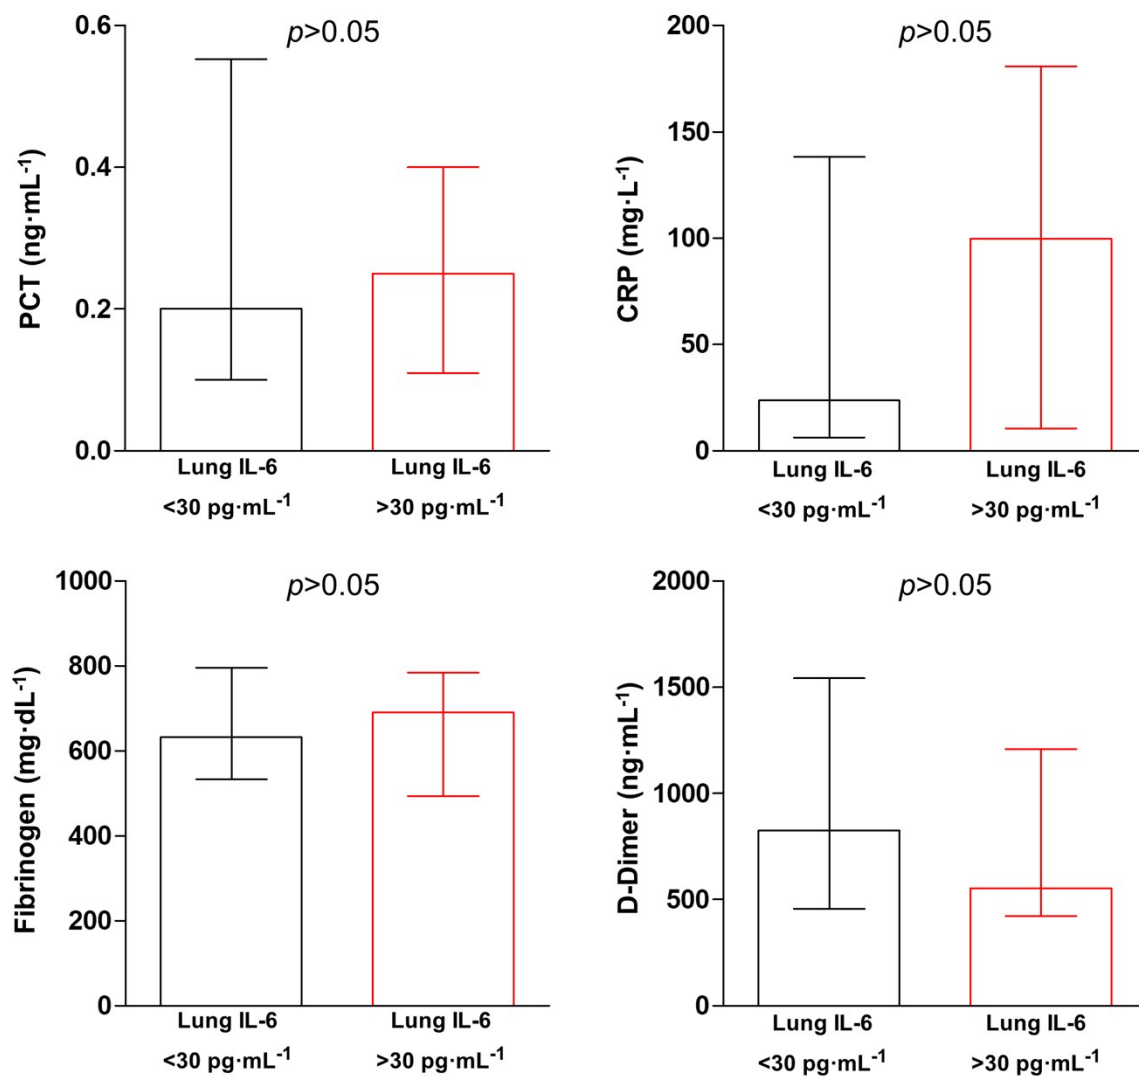 p>0.05
PCT (ng·mL-1)
0.6
0.4
0.2
0.0
Lung IL-6
<30 pg·mL-1
Lung IL-6
>30 pg·mL-1
p>0.05
CRP (mg·L-1)
200
150
100
50
0
Lung IL-6
<30 pg·mL-1
Lung IL-6
>30 pg·mL-1
p>0.05
Fibrinogen (mg·dL-1)
1000
800
600
400
200
0
Lung IL-6
<30 pg·mL-1
Lung IL-6
>30 pg·mL-1
p>0.05
D-Dimer (ng·mL-1)
2000
1500
1000
500
0
Lung IL-6
<30 pg·mL-1
Lung IL-6
>30 pg·mL-1